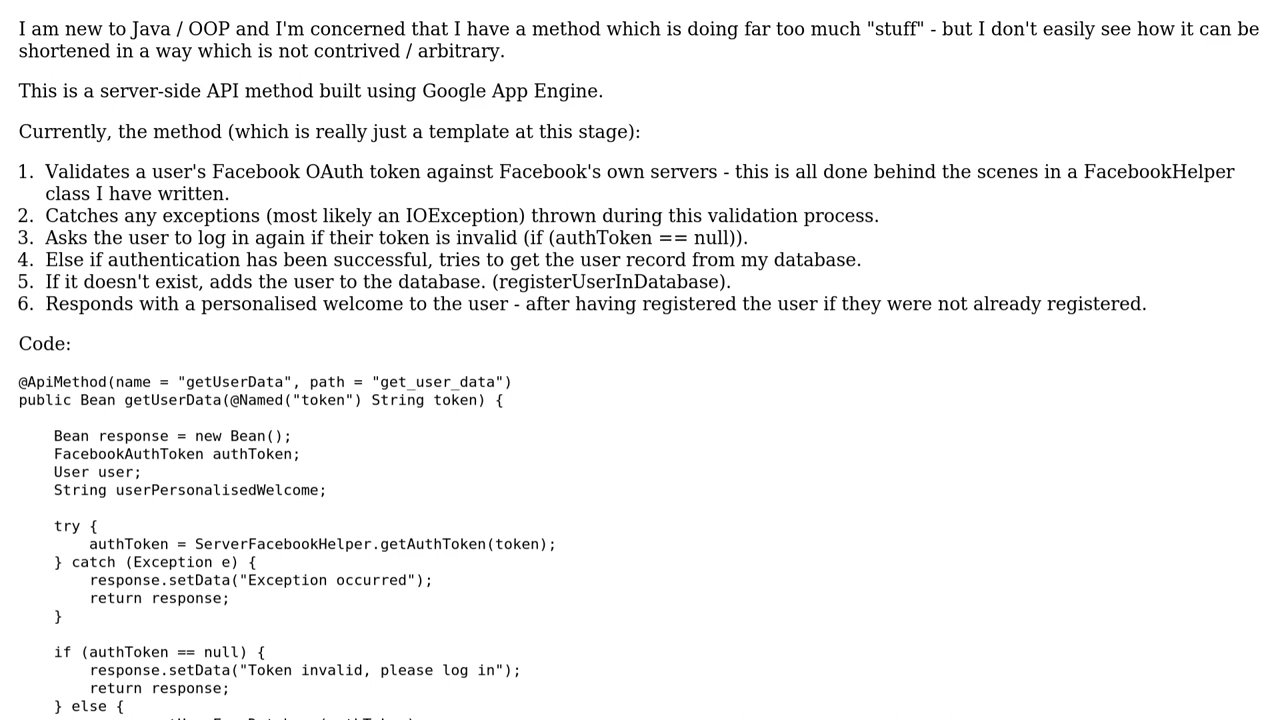 I am new to Java / OOP and I'm concerned that I have a method which is doing far too much "stuff" - but I don't easily see how it can be
shortened in a way which is not contrived / arbitrary.
This is a server-side API method built using Google App Engine.
Currently, the method (which is really just a template at this stage):
1. Validates a user's Facebook OAuth token against Facebook's own servers - this is all done behind the scenes in a FacebookHelper
class I have written.
2. Catches any exceptions (most likely an IOException) thrown during this validation process.
3. Asks the user to log in again if their token is invalid (if (authToken == null)).
4. Else if authentication has been successful, tries to get the user record from my database.
5. If it doesn't exist, adds the user to the database. (registerUserInDatabase).
6. Responds with a personalised welcome to the user - after having registered the user if they were not already registered.
Code:
@ApiMethod(name = "getUserData", path = "get_user_data")
public Bean getUserData(@Named("token") String token) {
    Bean response = new Bean();
    FacebookAuthToken authToken;
    User user;
    String userPersonalisedWelcome;
    try {
        authToken = ServerFacebookHelper.getAuthToken(token);
    } catch (Exception e) {
        response.setData("Exception occurred");
        return response;
    }
    if (authToken == null) {
        response.setData("Token invalid, please log in");
        return response;
    } else {